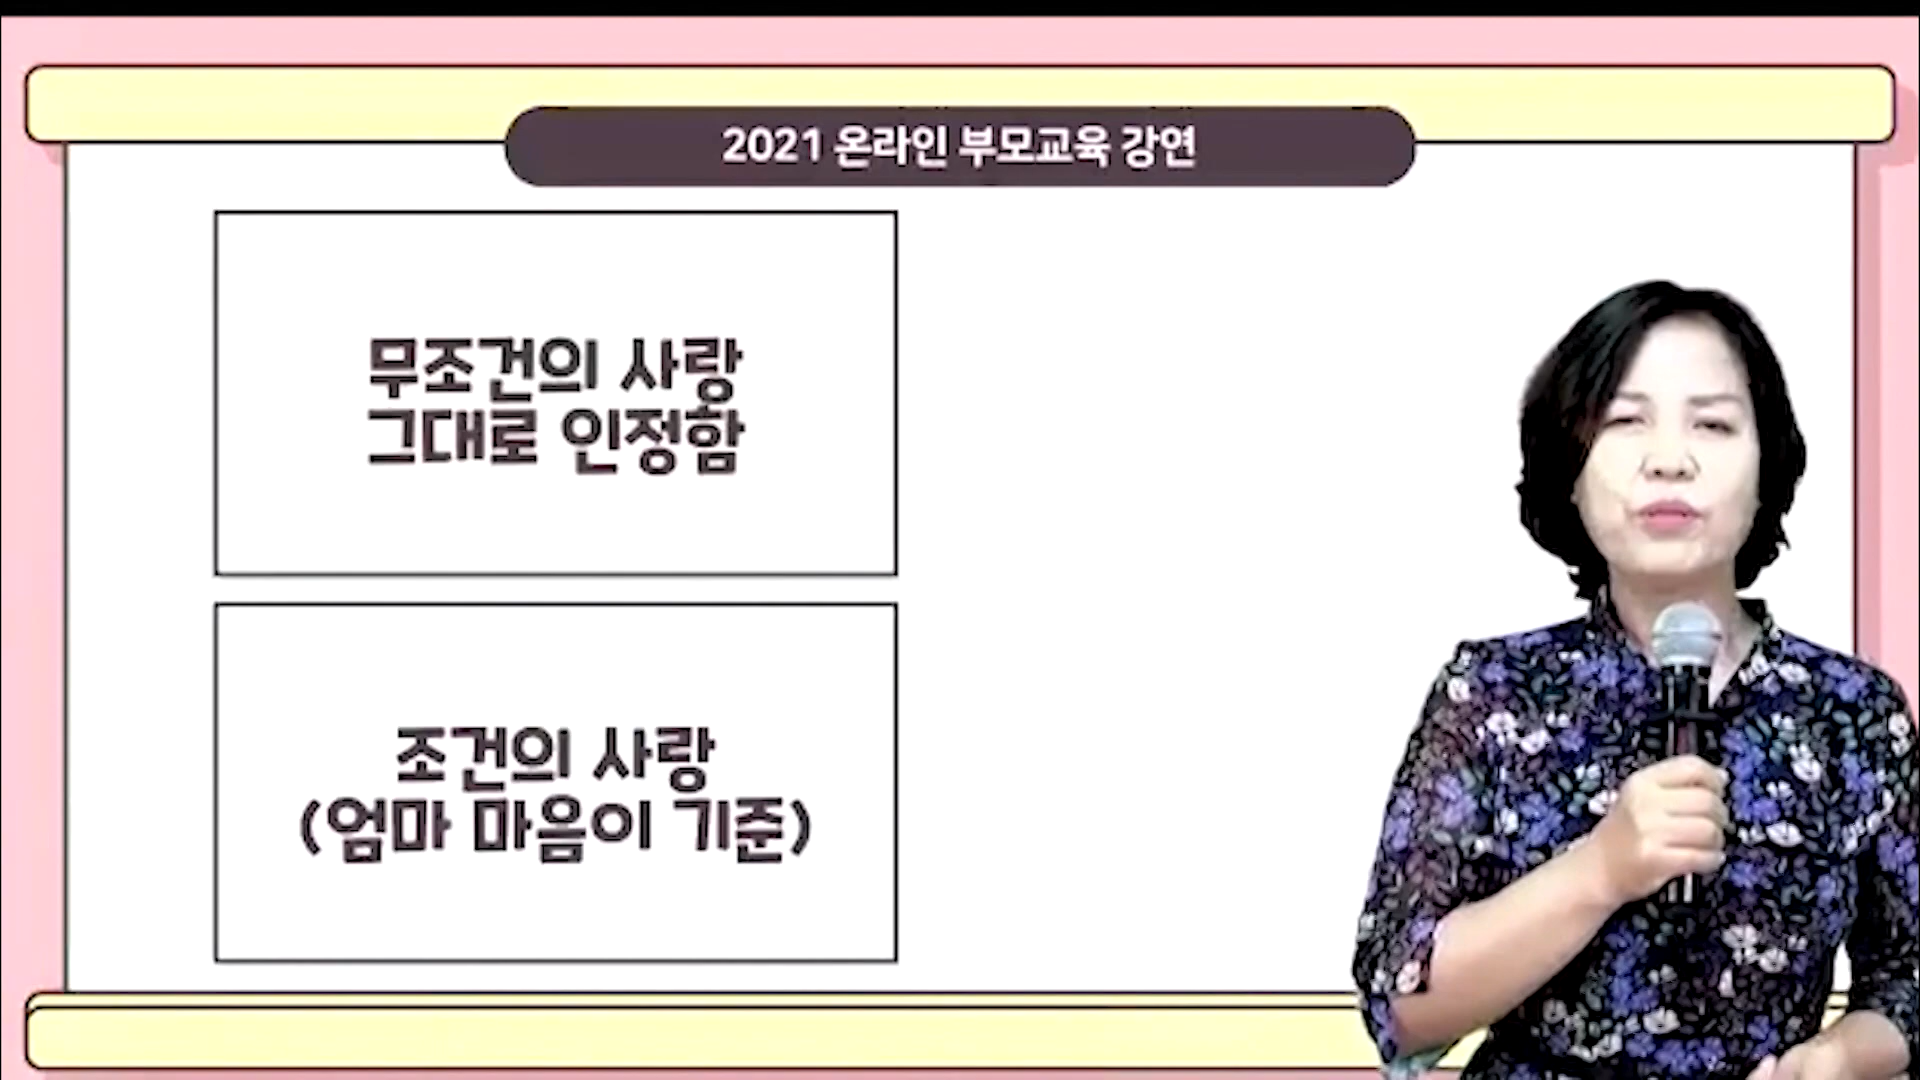 2021 온라인 부모교육 강연
무조건의 사랑
그대로 인정함
조건의 사랑
(엄마 마음이 기준)